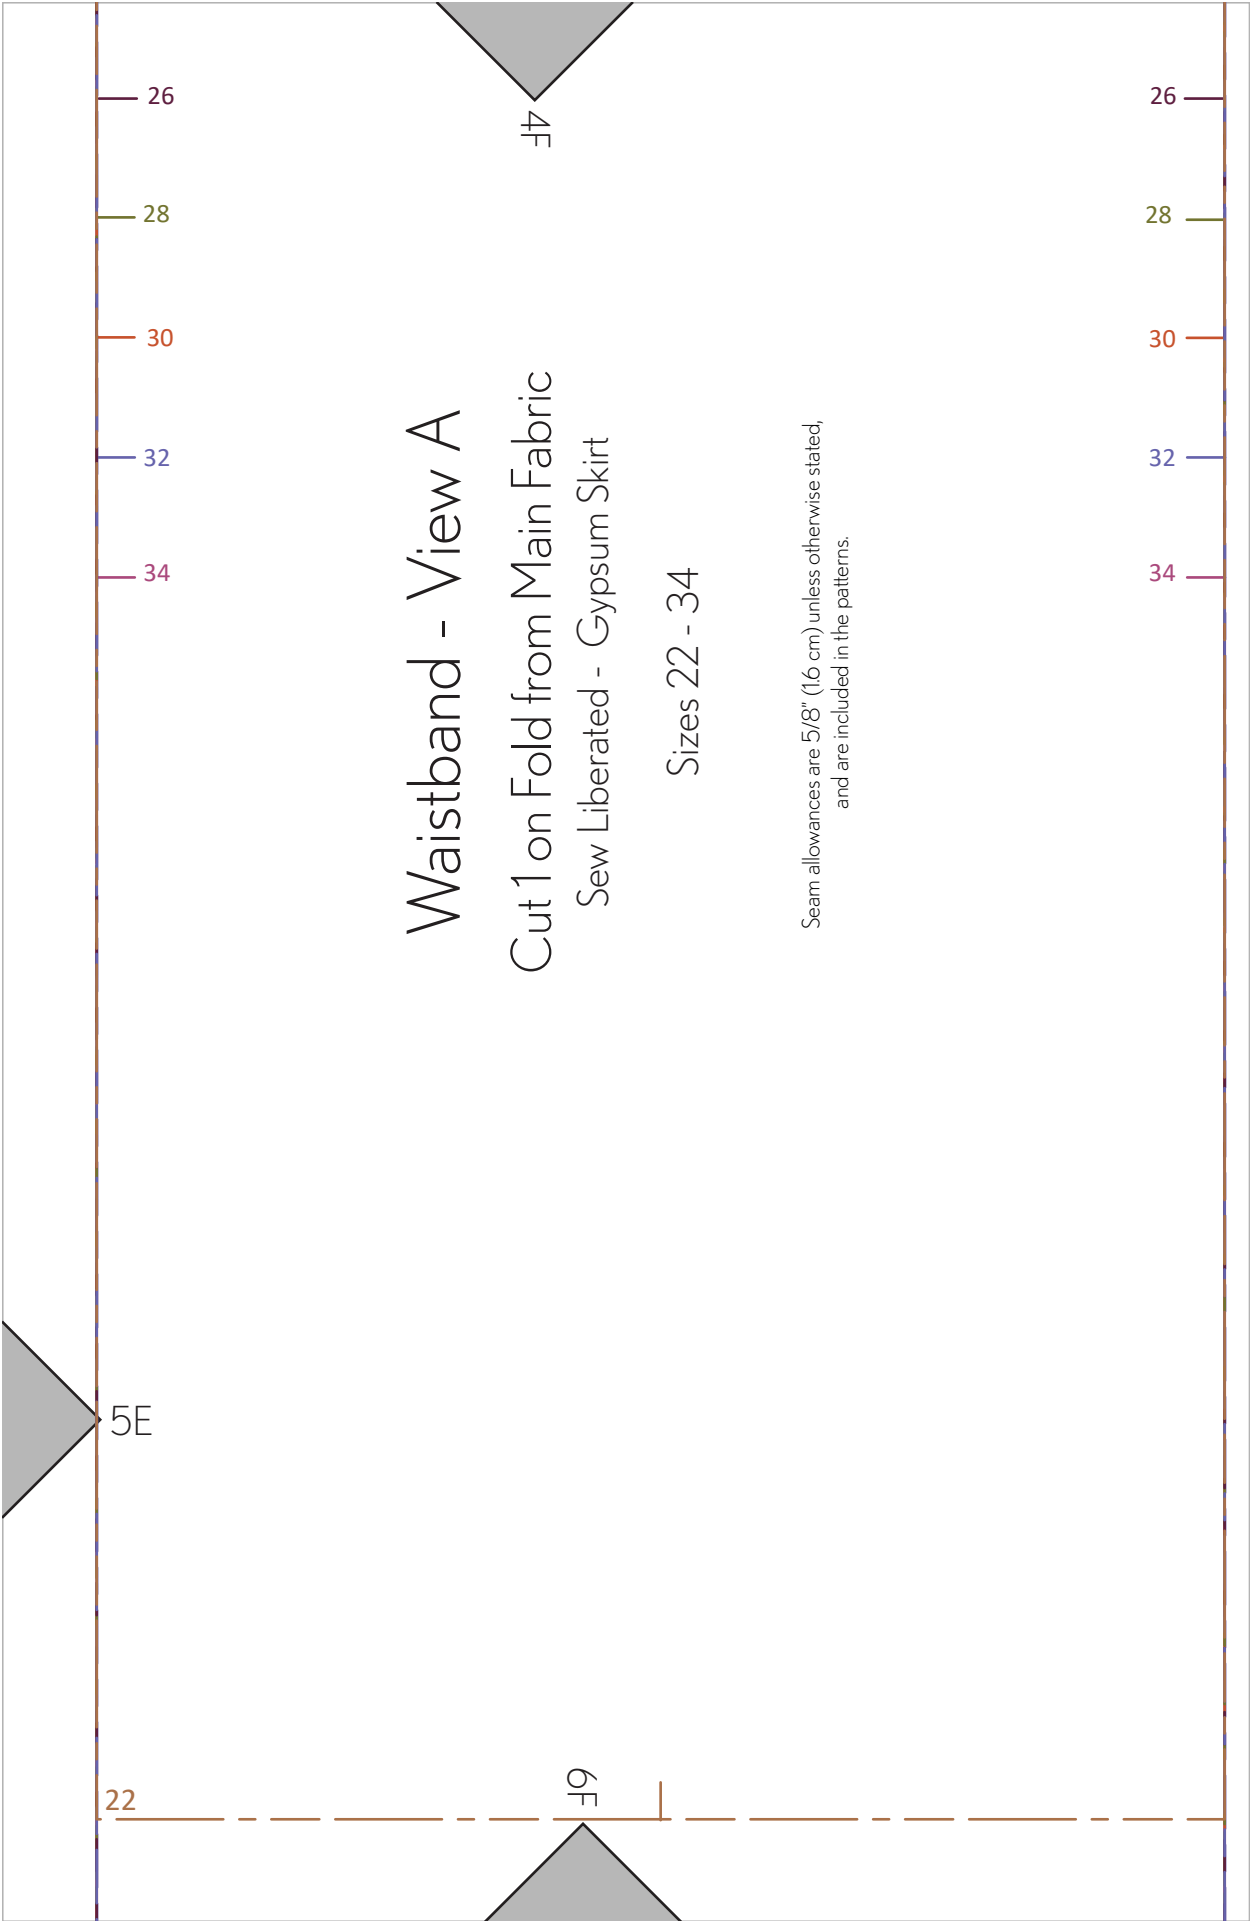 4F
26
26
28
28
30
30
32
32
34
34
Waistband - View A
Cut 1 on Fold from Main Fabric
Sew Liberated - Gypsum Skirt
Sizes 22 - 34
Seam allowances are 5/8" (1.6 cm) unless otherwise stated,
and are included in the patterns.
5E
22
6F